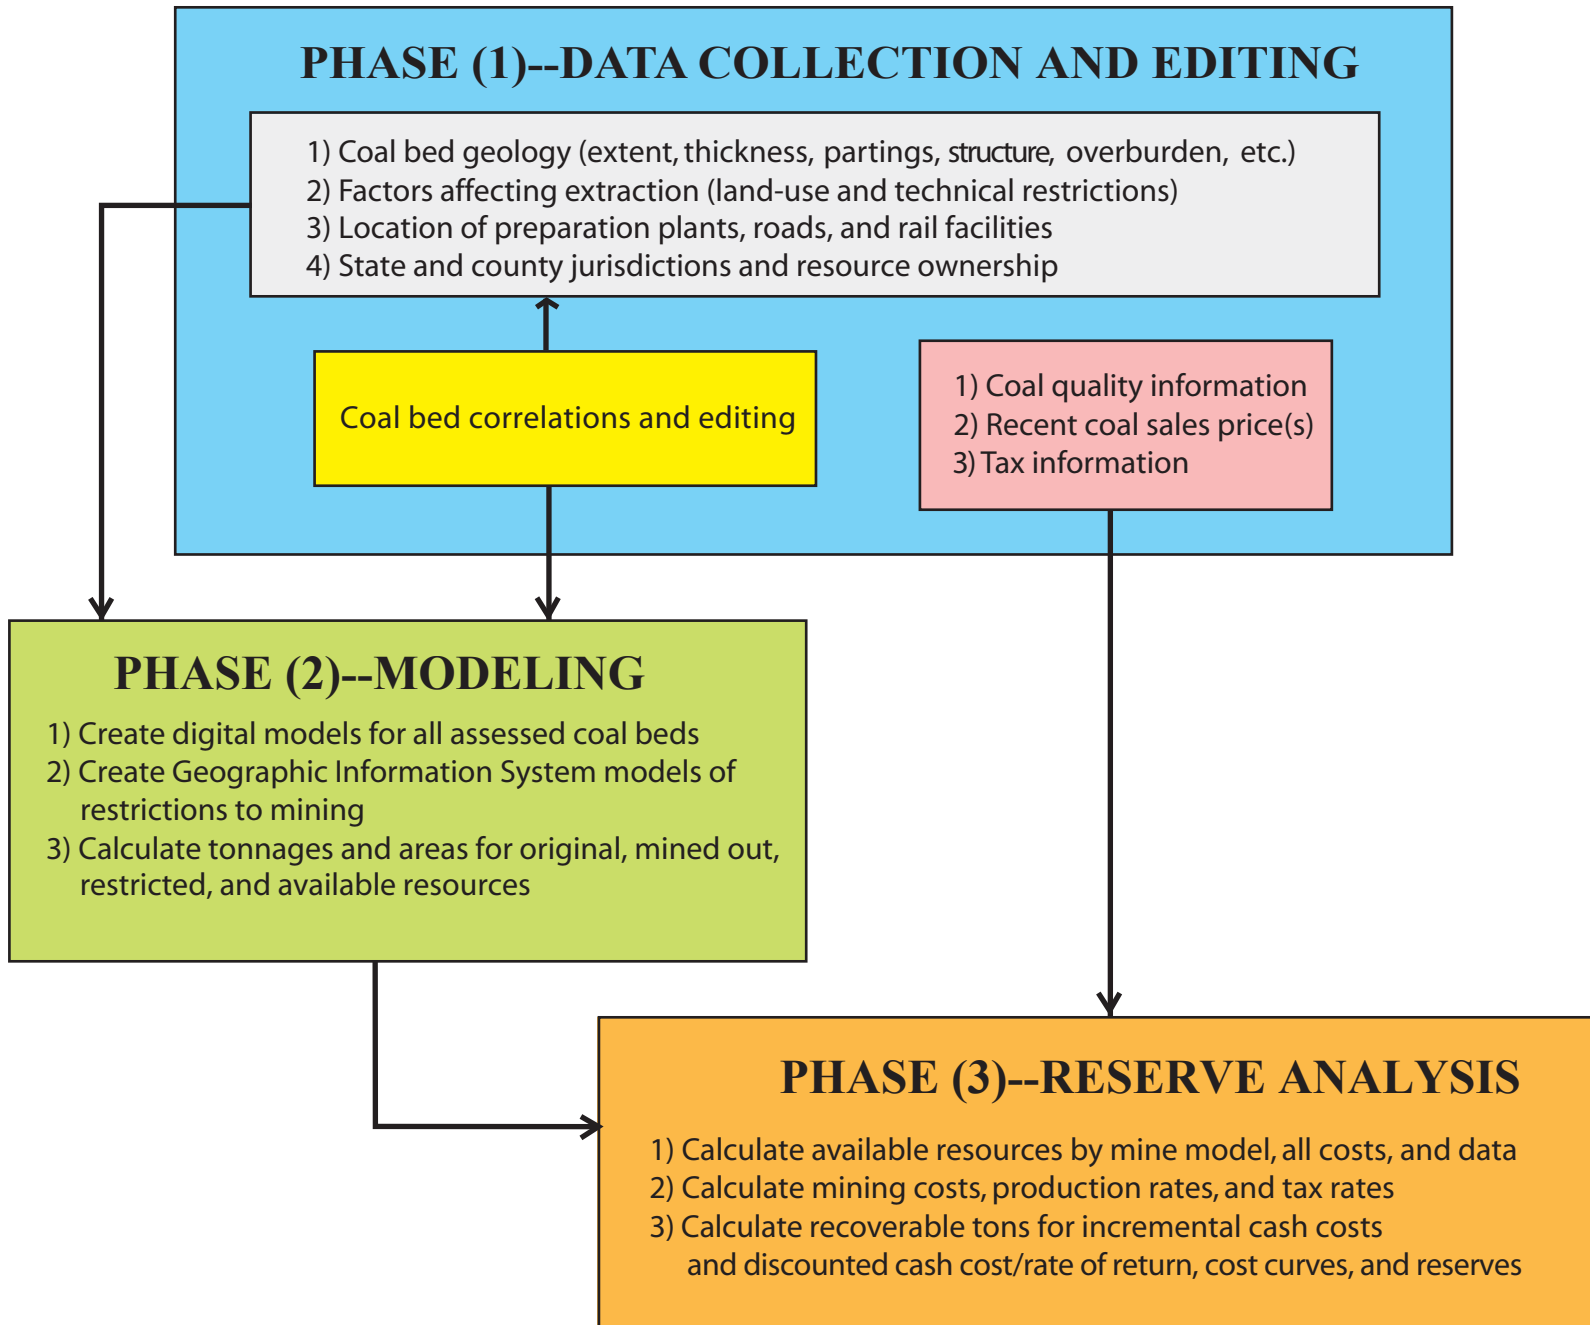 PHASE (1)--DATA COLLECTION AND EDITING
1) Coal bed geology (extent, thickness, partings, structure, overburden, etc.)
2) Factors affecting extraction (land-use and technical restrictions)
3) Location of preparation plants, roads, and rail facilities
4) State and county jurisdictions and resource ownership
Coal bed correlations and editing
1) Coal quality information
2) Recent coal sales price(s)
3) Tax information
PHASE (2)--MODELING
1) Create digital models for all assessed coal beds
2) Create Geographic Information System models of
restrictions to mining
3) Calculate tonnages and areas for original, mined out,
restricted, and available resources
PHASE (3)--RESERVE ANALYSIS
1) Calculate available resources by mine model, all costs, and data
2) Calculate mining costs, production rates, and tax rates
3) Calculate recoverable tons for incremental cash costs
and discounted cash cost/rate of return, cost curves, and reserves